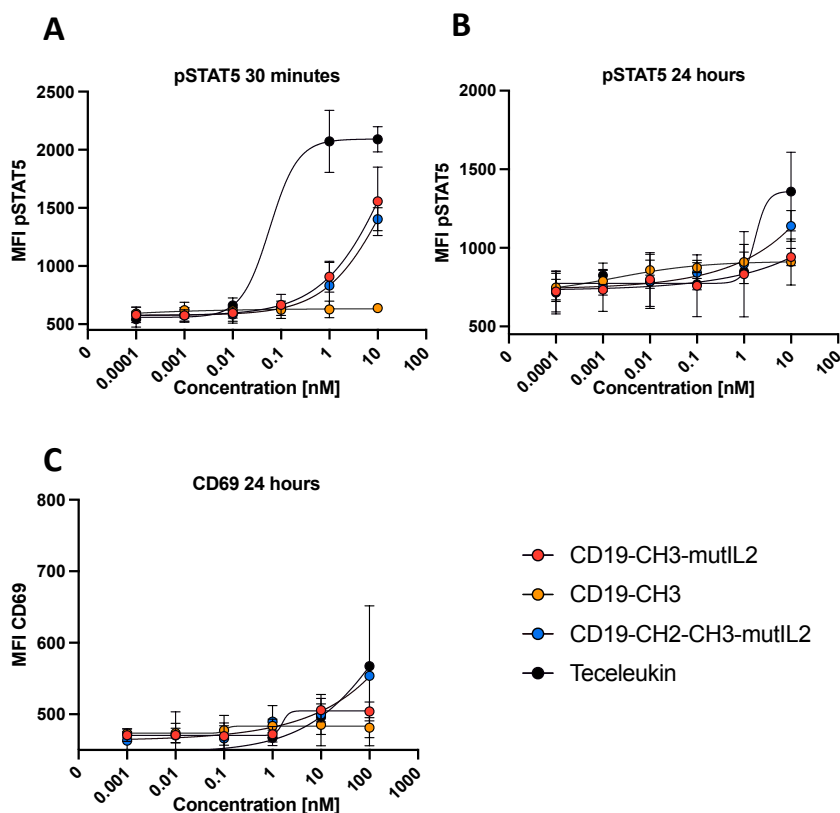 A
pSTAT5 30 minutes
2500
2000
1500
1000
500
MFI pSTAT5
0
0.0001
0.001
0.01
0.1
1
10
100
Concentration [nM]
B
pSTAT5 24 hours
2000
1500
1000
500
MFI pSTAT5
0
0.0001
0.001
0.01
0.1
1
10
100
Concentration [nM]
C
CD69 24 hours
800
700
600
500
MFI CD69
0
0.001
0.01
0.1
1
10
100
1000
Concentration [nM]
CD19-CH3-mutIL2
CD19-CH3
CD19-CH2-CH3-mutIL2
Teceleukin